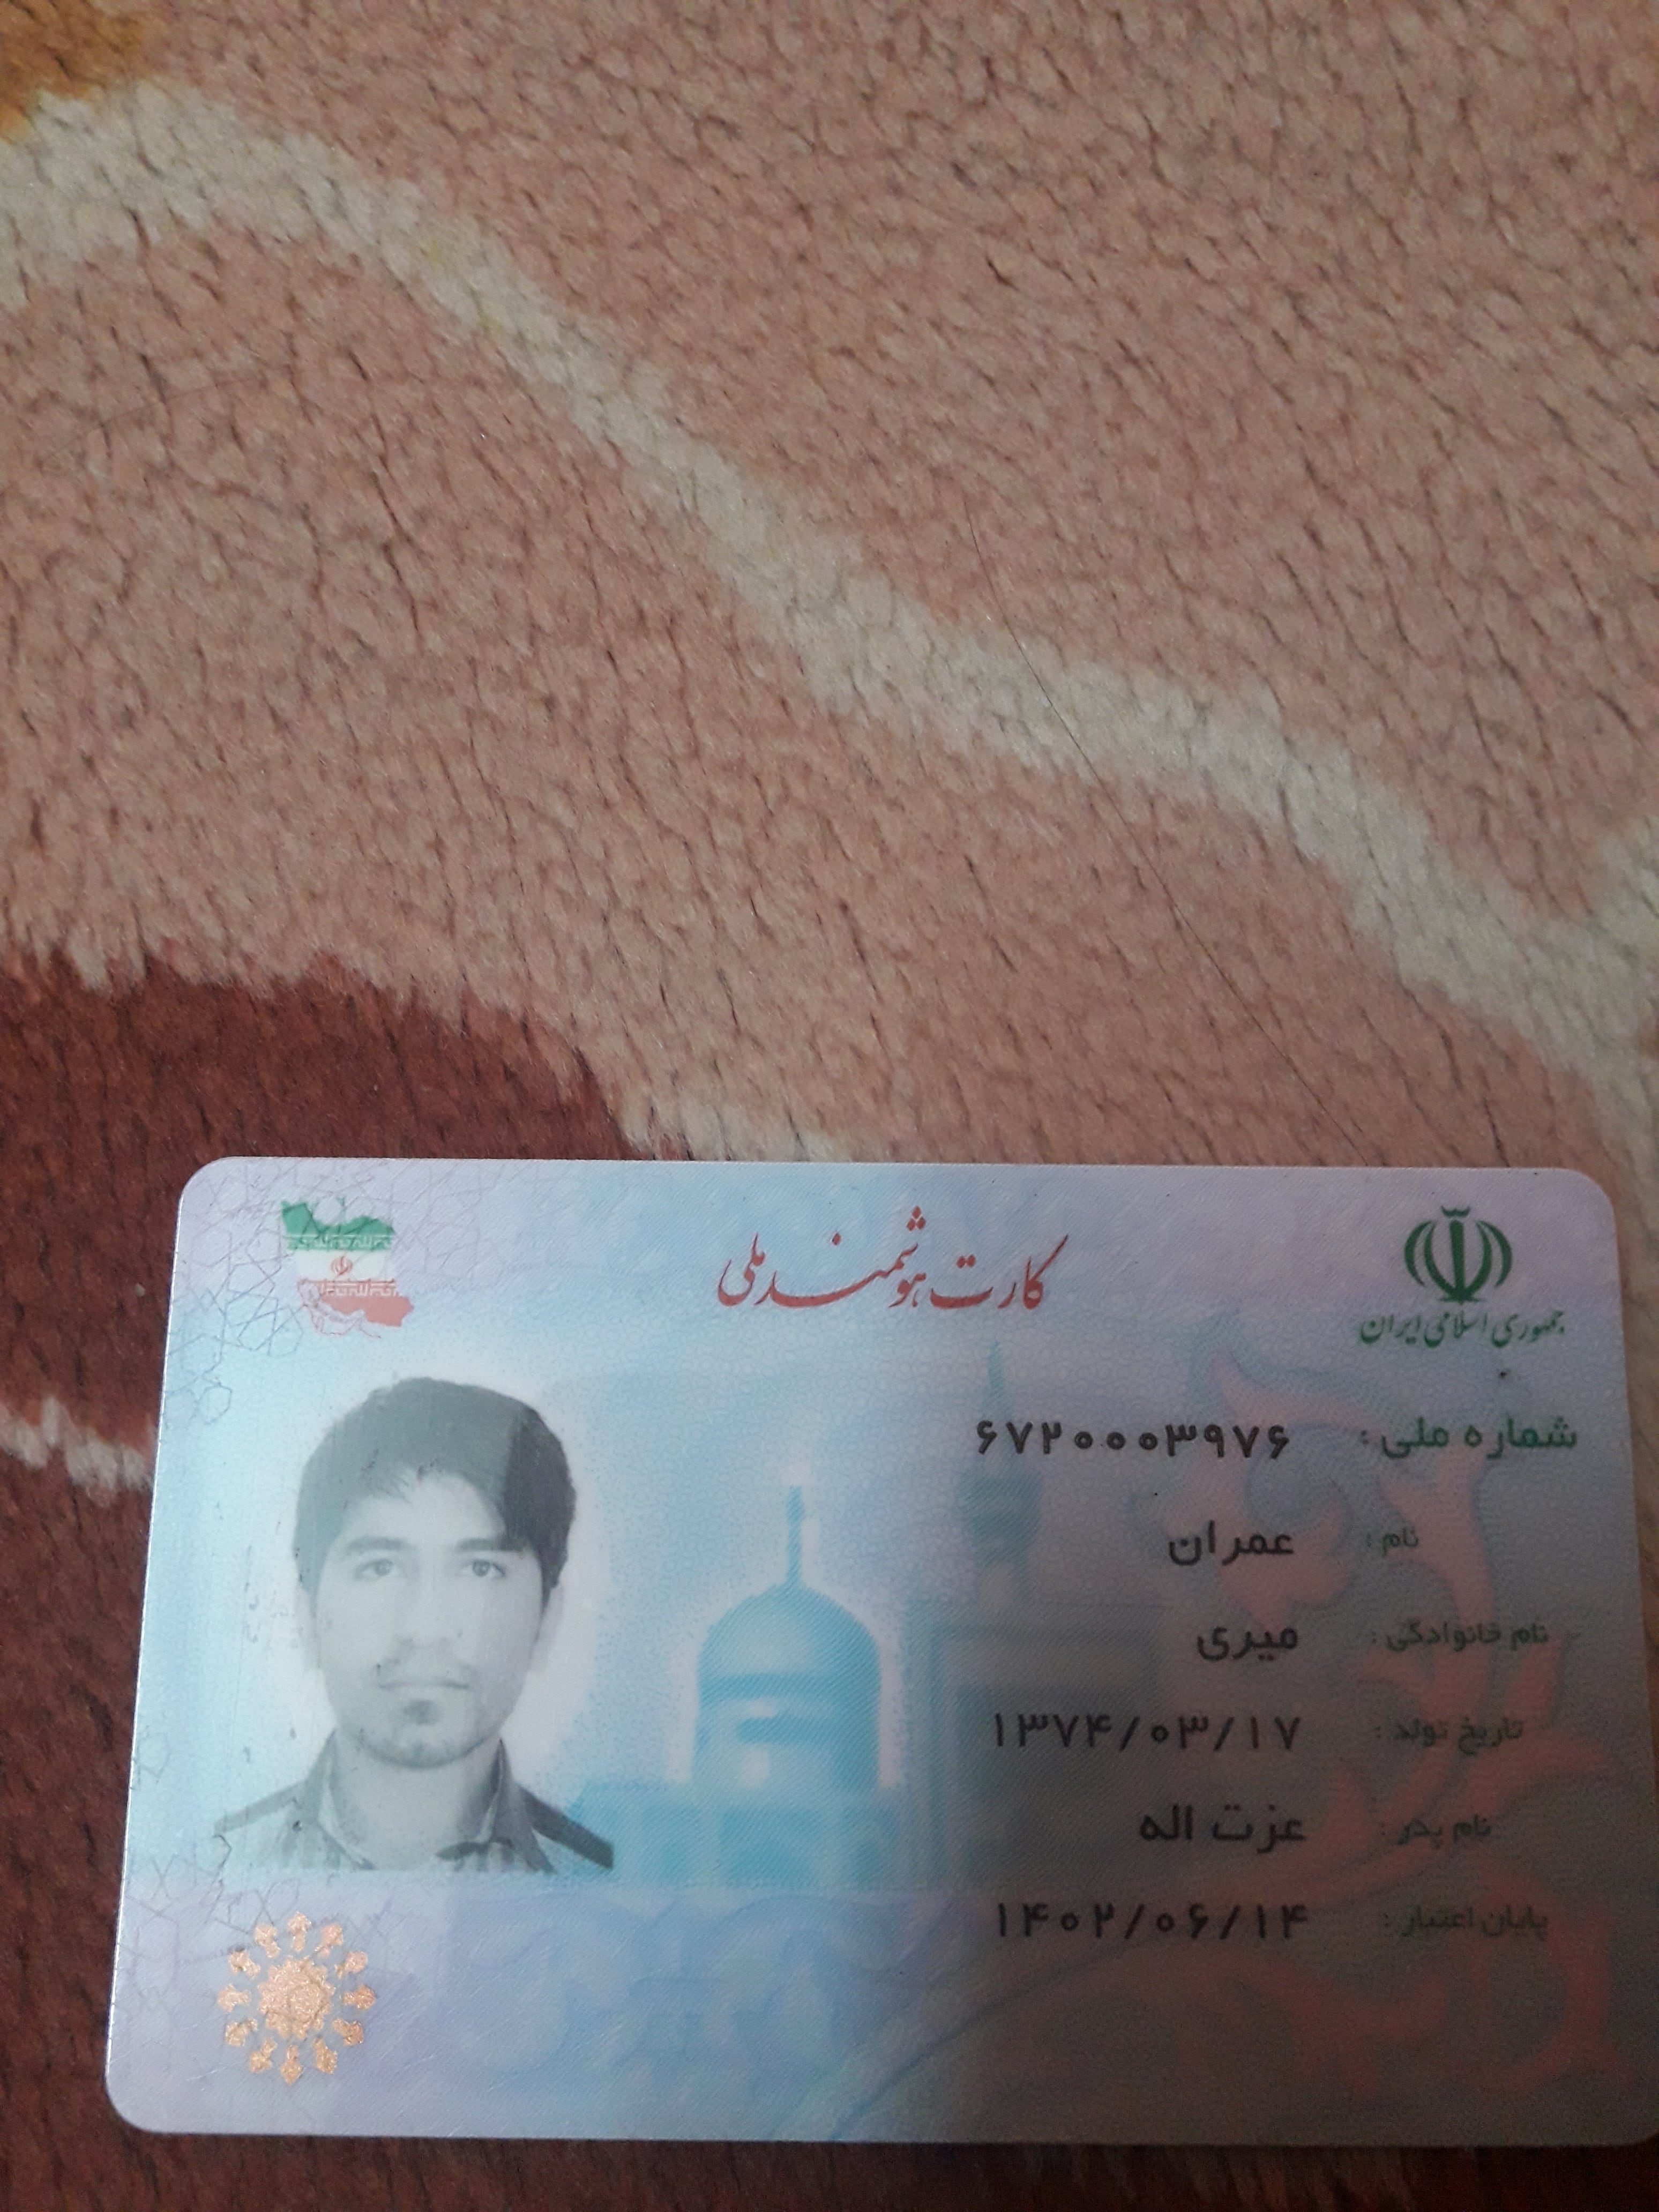 جمهوری اسلامی ایران
کارت هوشمند ملی
شماره ملی : ۶۷۲۰۰۰۳۹۷۶
نام : عمران
نام خانوادگی : میری
تاریخ تولد : ۱۳۷۴/۰۳/۱۷
نام پدر : عزت اله
پایان اعتبار : ۱۴۰۲/۰۶/۱۴